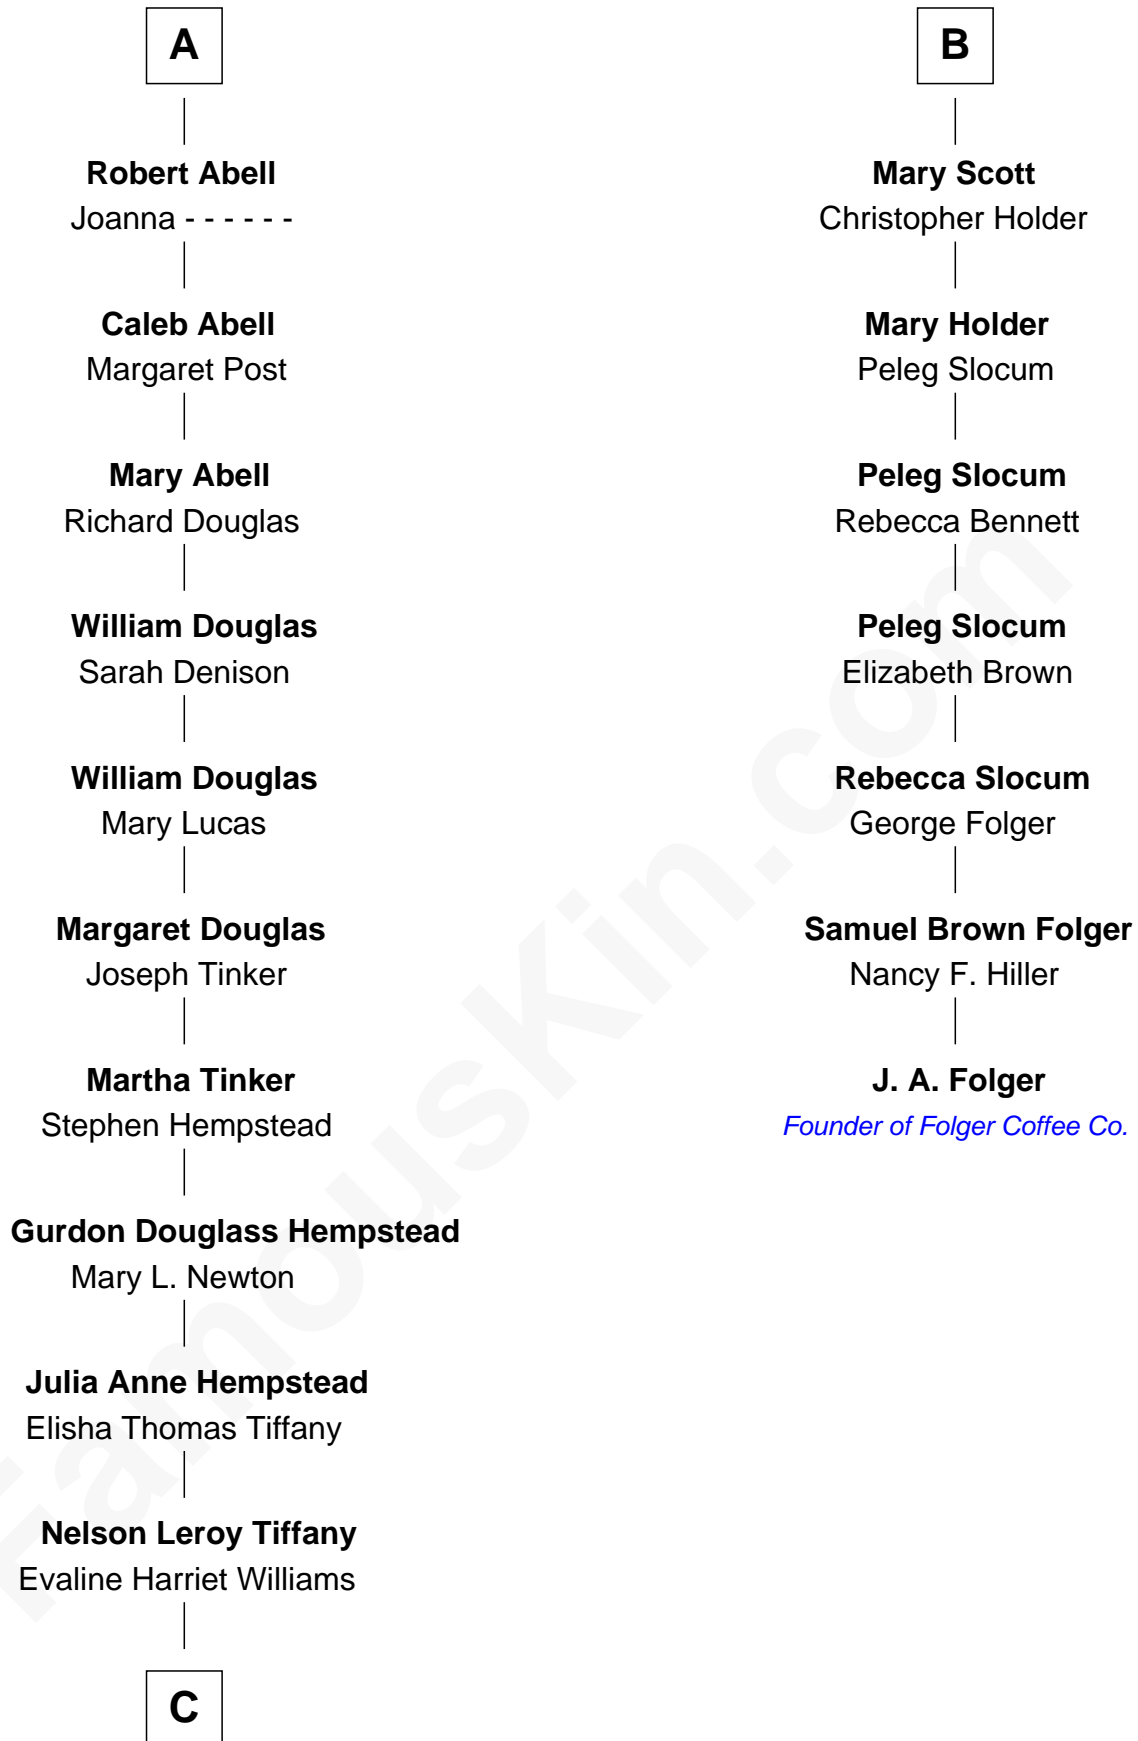 A
Robert Abell
Joanna - - - - - -
Caleb Abell
Margaret Post
Mary Abell
Richard Douglas
William Douglas
Sarah Denison
William Douglas
Mary Lucas
Margaret Douglas
Joseph Tinker
Martha Tinker
Stephen Hempstead
Gurdon Douglass Hempstead
Mary L. Newton
Julia Anne Hempstead
Elisha Thomas Tiffany
Nelson Leroy Tiffany
Evaline Harriet Williams
C
B
Mary Scott
Christopher Holder
Mary Holder
Peleg Slocum
Peleg Slocum
Rebecca Bennett
Peleg Slocum
Elizabeth Brown
Rebecca Slocum
George Folger
Samuel Brown Folger
Nancy F. Hiller
J. A. Folger
Founder of Folger Coffee Co.
FamousKin.com